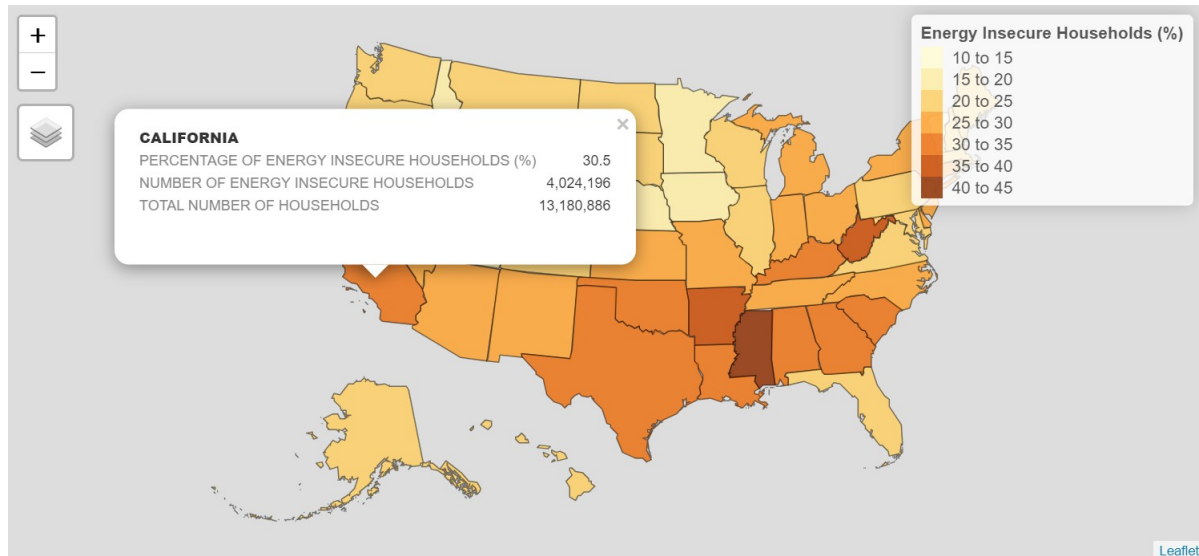 +
−
CALIFORNIA ×
PERCENTAGE OF ENERGY INSECURE HOUSEHOLDS (%) 30.5
NUMBER OF ENERGY INSECURE HOUSEHOLDS 4,024,196
TOTAL NUMBER OF HOUSEHOLDS 13,180,886
Energy Insecure Households (%)
10 to 15
15 to 20
20 to 25
25 to 30
30 to 35
35 to 40
40 to 45
Leaflet